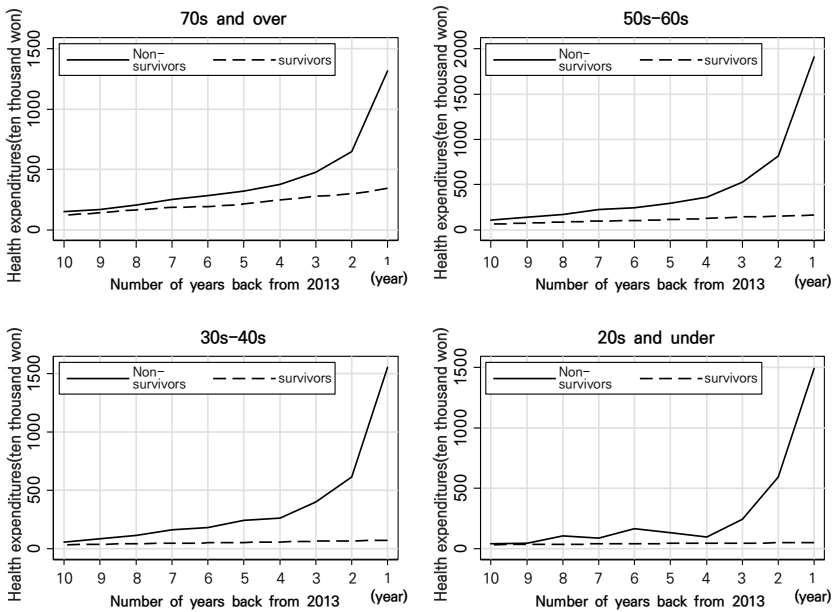 70s and over
Health expenditures(ten thousand won)
1500
1000
500
0
Non-
survivors
survivors
10 9 8 7 6 5 4 3 2 1
Number of years back from 2013
(year)
50s-60s
Health expenditures(ten thousand won)
2000
1500
1000
500
0
Non-
survivors
survivors
10 9 8 7 6 5 4 3 2 1
Number of years back from 2013
(year)
30s-40s
Health expenditures(ten thousand won)
1500
1000
500
0
Non-
survivors
survivors
10 9 8 7 6 5 4 3 2 1
Number of years back from 2013
(year)
20s and under
Health expenditures(ten thousand won)
1500
1000
500
0
Non-
survivors
survivors
10 9 8 7 6 5 4 3 2 1
Number of years back from 2013
(year)